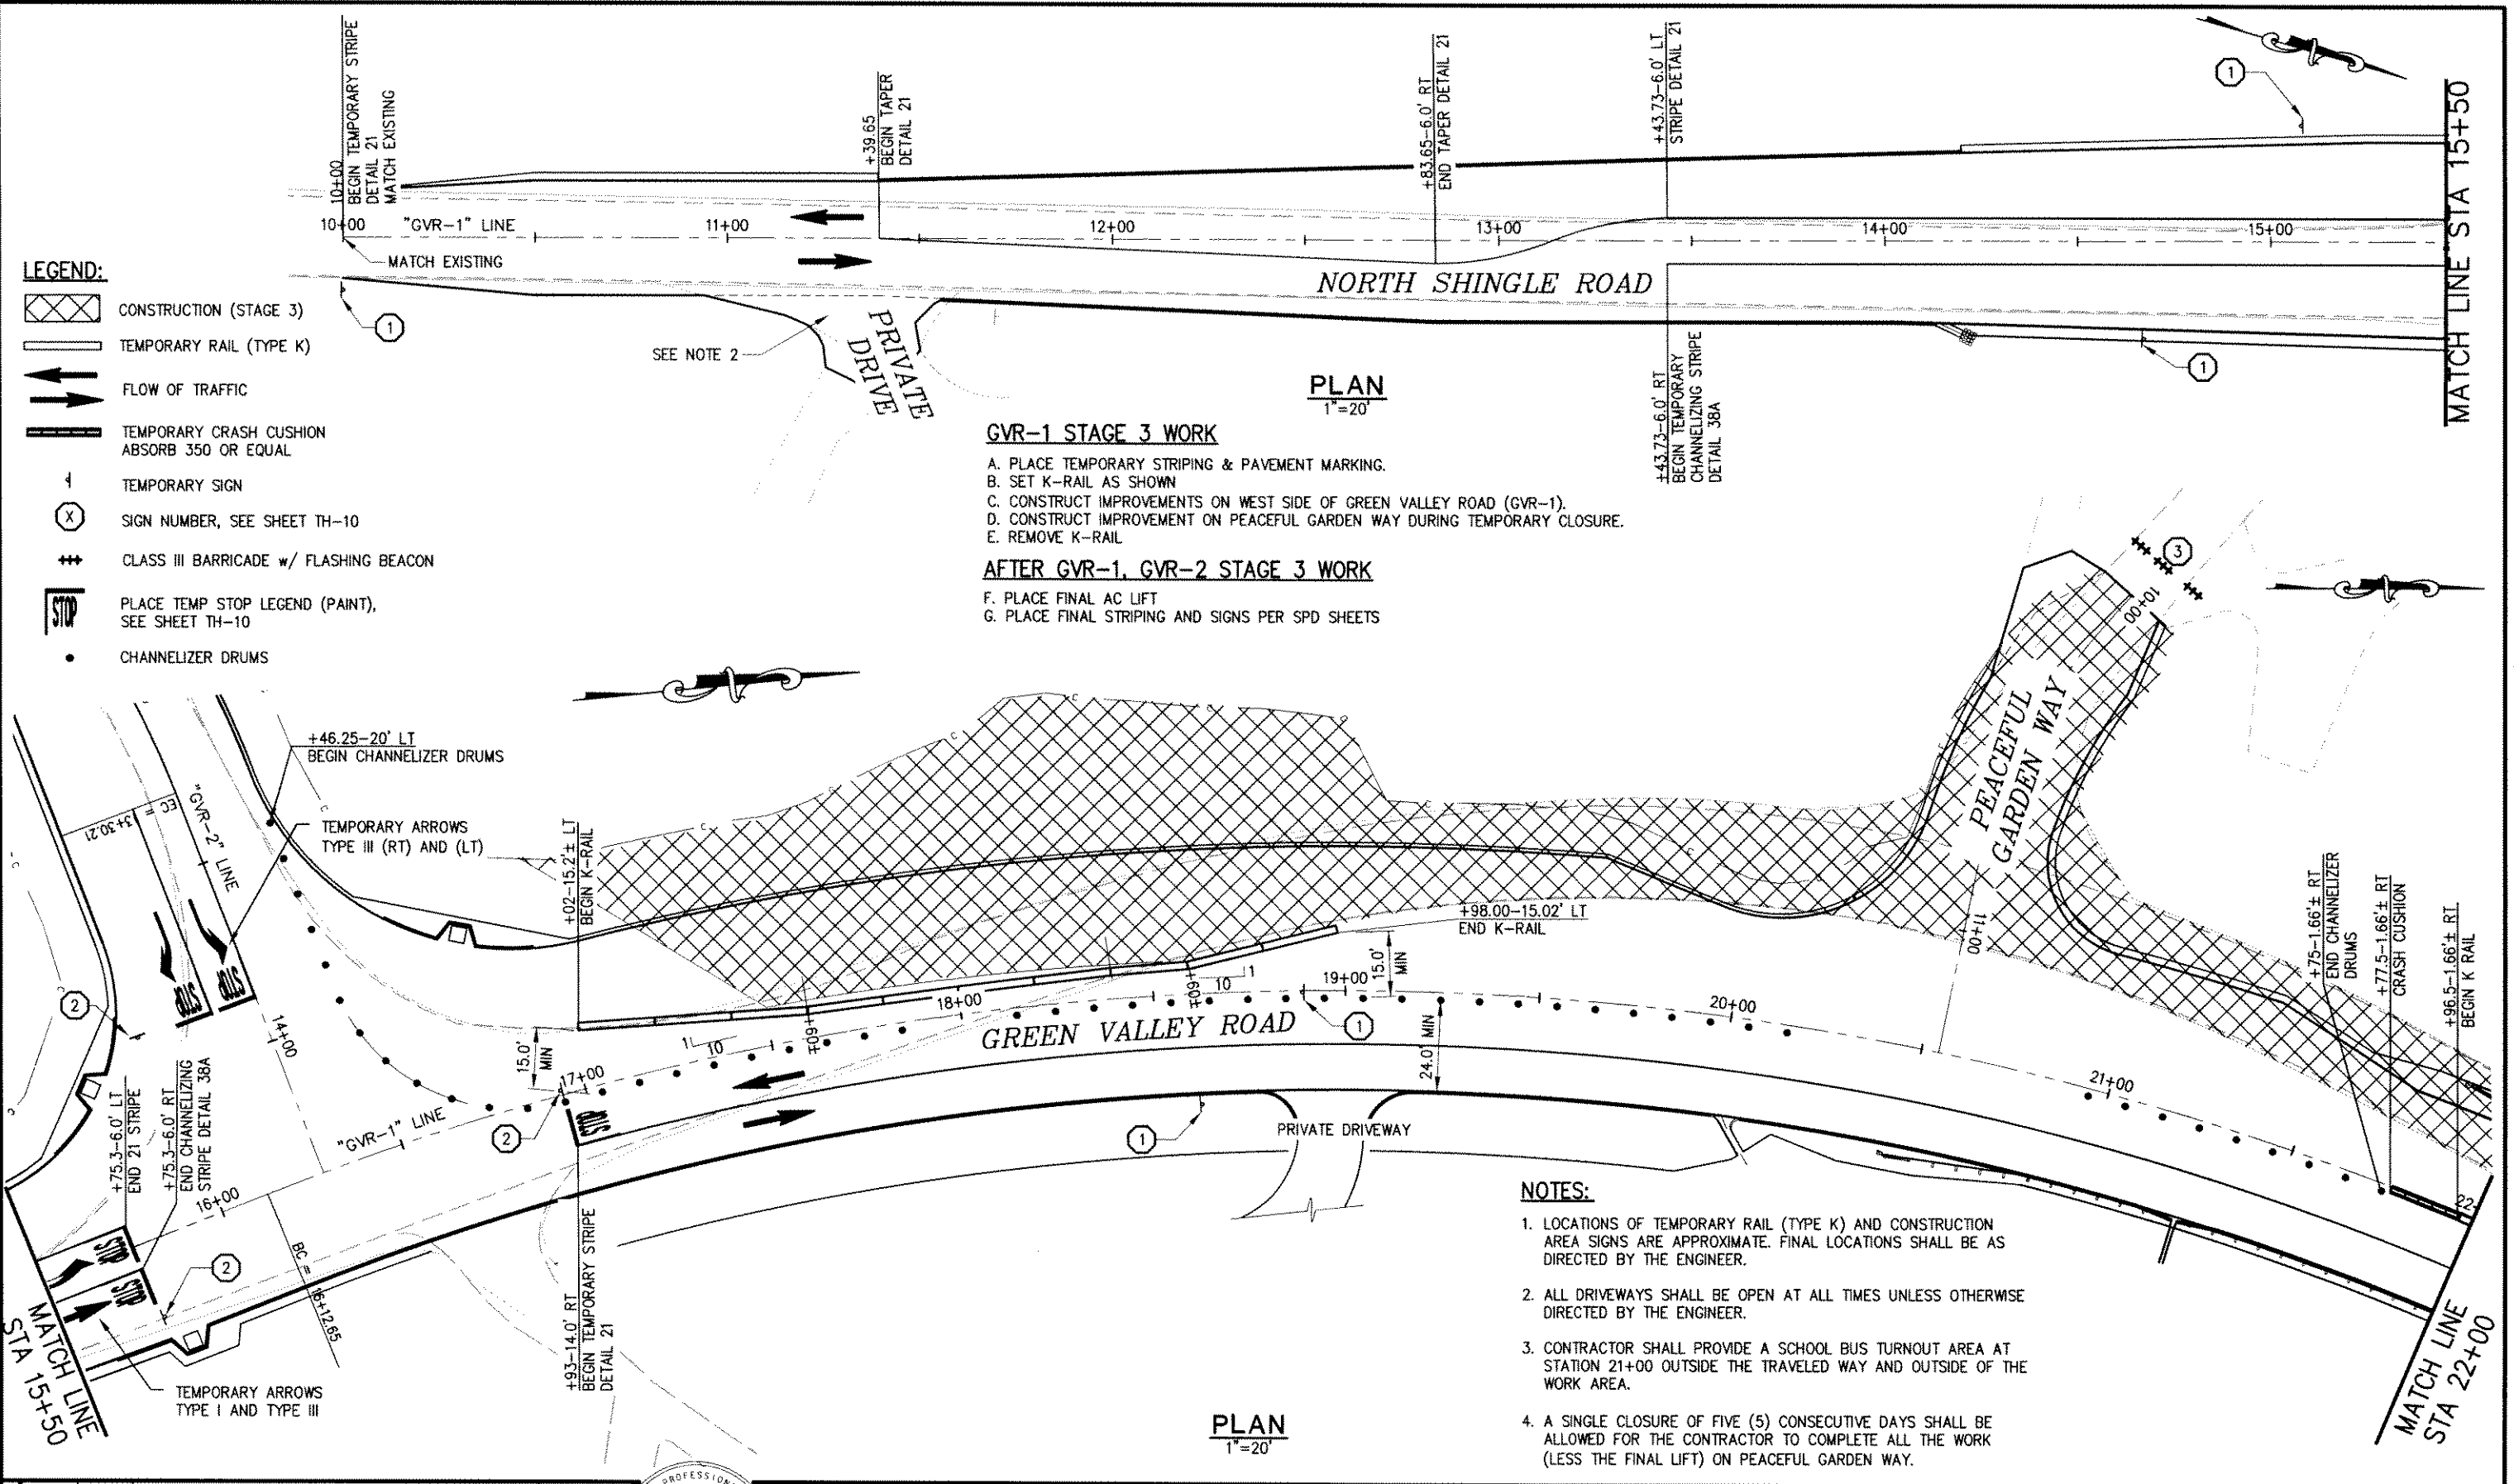 10+00
BEGIN TEMPORARY STRIPE
DETAIL 21
MATCH EXISTING
+39.65
BEGIN TAPER
DETAIL 21
+83.65-6.0' RT
END TAPER DETAIL 21
+43.73-6.0' LT
STRIPE DETAIL 21
1
MATCH LINE STA 15+50
10+00
"GVR-1" LINE
11+00
12+00
13+00
14+00
15+00
MATCH EXISTING
NORTH SHINGLE ROAD
1
SEE NOTE 2
PRIVATE
DRIVE
1
+43.73-6.0' RT
BEGIN TEMPORARY
CHANNELIZING STRIPE
DETAIL 38A
PLAN
1"=20'
LEGEND:
CONSTRUCTION (STAGE 3)
TEMPORARY RAIL (TYPE K)
FLOW OF TRAFFIC
TEMPORARY CRASH CUSHION
ABSORB 350 OR EQUAL
TEMPORARY SIGN
X
SIGN NUMBER, SEE SHEET TH-10
CLASS III BARRICADE w/ FLASHING BEACON
STOP
PLACE TEMP STOP LEGEND (PAINT),
SEE SHEET TH-10
CHANNELIZER DRUMS
GVR-1 STAGE 3 WORK
A. PLACE TEMPORARY STRIPING & PAVEMENT MARKING.
B. SET K-RAIL AS SHOWN
C. CONSTRUCT IMPROVEMENTS ON WEST SIDE OF GREEN VALLEY ROAD (GVR-1).
D. CONSTRUCT IMPROVEMENT ON PEACEFUL GARDEN WAY DURING TEMPORARY CLOSURE.
E. REMOVE K-RAIL
AFTER GVR-1, GVR-2 STAGE 3 WORK
F. PLACE FINAL AC LIFT
G. PLACE FINAL STRIPING AND SIGNS PER SPD SHEETS
3
10+00
PEACEFUL
GARDEN WAY
11+00
+46.25-20' LT
BEGIN CHANNELIZER DRUMS
EC =
3+30.21
"GVR-2" LINE
TEMPORARY ARROWS
TYPE III (RT) AND (LT)
+02-15.2'± LT
BEGIN K-RAIL
+98.00-15.02' LT
END K-RAIL
+75-1.66'± RT
END CHANNELIZER
DRUMS
+77.5-1.66'± RT
CRASH CUSHION
+96.5-1.66'± RT
BEGIN K RAIL
STOP
STOP
2
14+00
15.0'
MIN
17+00
1
10
+60±
18+00
+60±
1
10
19+00
15.0'
MIN
20+00
21+00
22
GREEN VALLEY ROAD
1
24.0' MIN
2
STOP
"GVR-1" LINE
1
PRIVATE DRIVEWAY
+75.3-6.0' LT
END 21 STRIPE
+75.3-6.0' RT
END CHANNELIZING
STRIPE DETAIL 38A
16+00
STOP
STOP
2
BC =
16+12.65
+93-14.0' RT
BEGIN TEMPORARY STRIPE
DETAIL 21
MATCH LINE
STA 15+50
TEMPORARY ARROWS
TYPE I AND TYPE III
PLAN
1"=20'
NOTES:
1. LOCATIONS OF TEMPORARY RAIL (TYPE K) AND CONSTRUCTION
AREA SIGNS ARE APPROXIMATE. FINAL LOCATIONS SHALL BE AS
DIRECTED BY THE ENGINEER.
2. ALL DRIVEWAYS SHALL BE OPEN AT ALL TIMES UNLESS OTHERWISE
DIRECTED BY THE ENGINEER.
3. CONTRACTOR SHALL PROVIDE A SCHOOL BUS TURNOUT AREA AT
STATION 21+00 OUTSIDE THE TRAVELED WAY AND OUTSIDE OF THE
WORK AREA.
4. A SINGLE CLOSURE OF FIVE (5) CONSECUTIVE DAYS SHALL BE
ALLOWED FOR THE CONTRACTOR TO COMPLETE ALL THE WORK
(LESS THE FINAL LIFT) ON PEACEFUL GARDEN WAY.
MATCH LINE
STA 22+00